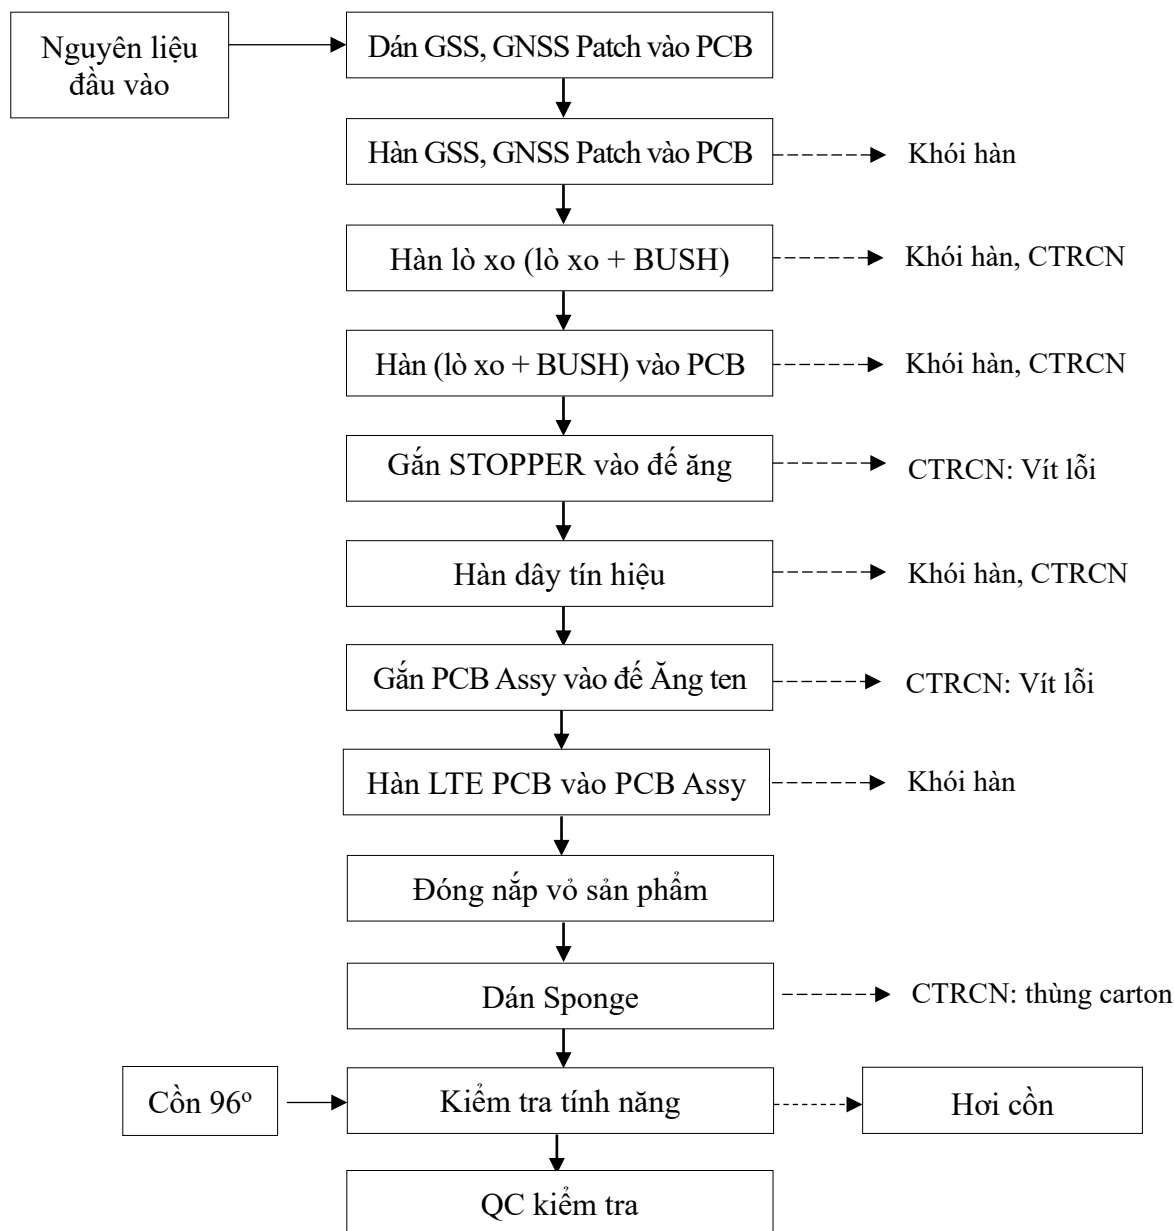 Nguyên liệu
đầu vào
Dán GSS, GNSS Patch vào PCB
Hàn GSS, GNSS Patch vào PCB
Khói hàn
Hàn lò xo (lò xo + BUSH)
Khói hàn, CTRCN
Hàn (lò xo + BUSH) vào PCB
Khói hàn, CTRCN
Gắn STOPPER vào đế ăng
CTRCN: Vít lỗi
Hàn dây tín hiệu
Khói hàn, CTRCN
Gắn PCB Assy vào đế Ăng ten
CTRCN: Vít lỗi
Hàn LTE PCB vào PCB Assy
Khói hàn
Đóng nắp vỏ sản phẩm
Dán Sponge
CTRCN: thùng carton
Cồn 96º
Kiểm tra tính năng
Hơi cồn
QC kiểm tra